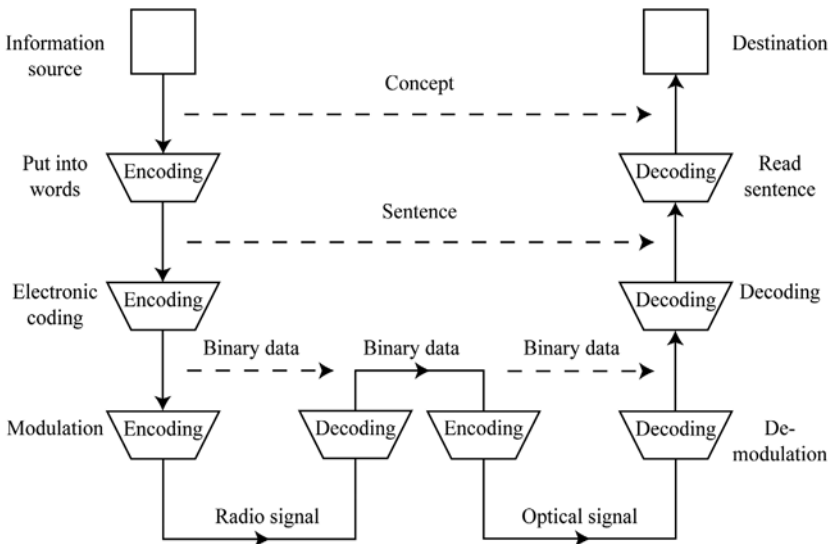 Information
source
Destination
Concept
Put into
words
Encoding
Decoding
Read
sentence
Sentence
Electronic
coding
Encoding
Decoding
Decoding
Binary data
Binary data
Binary data
Modulation
Encoding
Decoding
Encoding
Decoding
De-
modulation
Radio signal
Optical signal